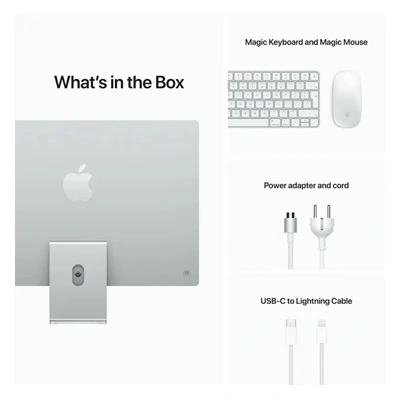 What's in the Box
Magic Keyboard and Magic Mouse
Power adapter and cord
USB-C to Lightning Cable